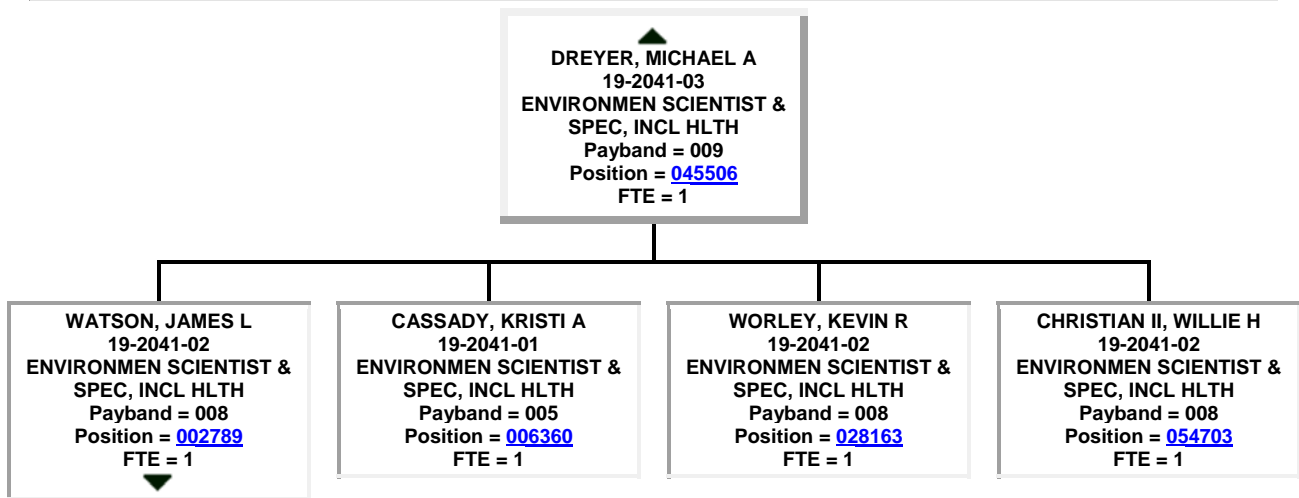 DREYER, MICHAEL A
19-2041-03
ENVIRONMEN SCIENTIST &
SPEC, INCL HLTH
Payband = 009
Position = 045506
FTE = 1
WATSON, JAMES L
19-2041-02
ENVIRONMEN SCIENTIST &
SPEC, INCL HLTH
Payband = 008
Position = 002789
FTE = 1
CASSADY, KRISTI A
19-2041-01
ENVIRONMEN SCIENTIST &
SPEC, INCL HLTH
Payband = 005
Position = 006360
FTE = 1
WORLEY, KEVIN R
19-2041-02
ENVIRONMEN SCIENTIST &
SPEC, INCL HLTH
Payband = 008
Position = 028163
FTE = 1
CHRISTIAN II, WILLIE H
19-2041-02
ENVIRONMEN SCIENTIST &
SPEC, INCL HLTH
Payband = 008
Position = 054703
FTE = 1